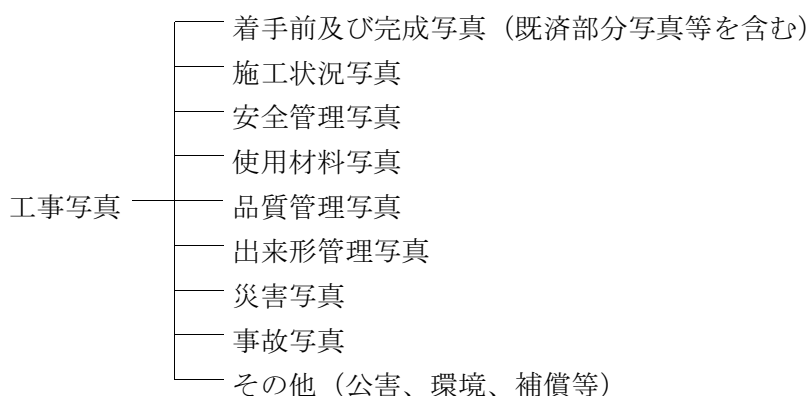 着手前及び完成写真（既済部分写真等を含む）
施工状況写真
安全管理写真
使用材料写真
工事写真
品質管理写真
出来形管理写真
災害写真
事故写真
その他（公害、環境、補償等）